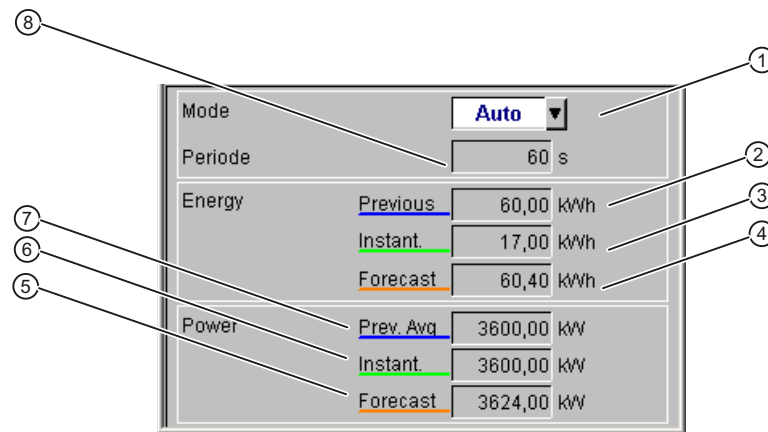 8
1
Mode Auto
Periode 60 s
2
Energy Previous 60,00 kWh
3
7
Instant. 17,00 kWh
4
6
Forecast 60,40 kWh
5
Power Prev. Avg 3600,00 kW
Instant. 3600,00 kW
Forecast 3624,00 kW